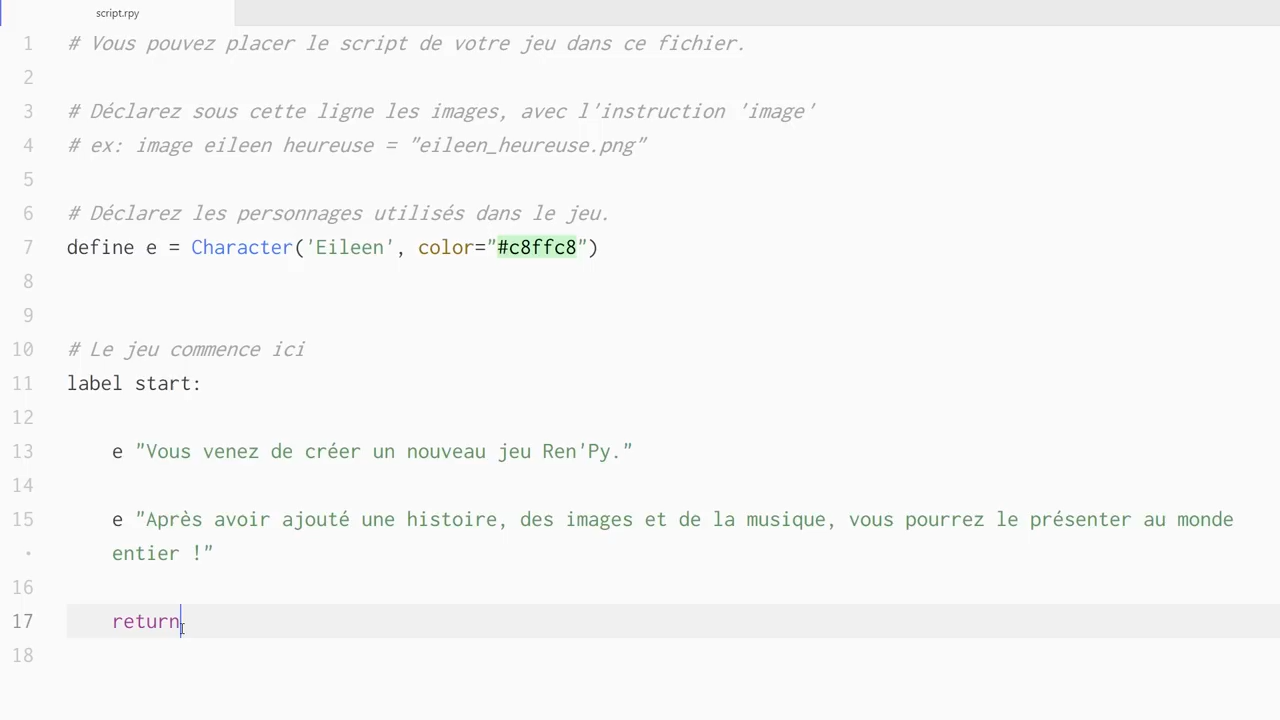 script.rpy
1 # Vous pouvez placer le script de votre jeu dans ce fichier.
2
3 # Déclarez sous cette ligne les images, avec l'instruction 'image'
4 # ex: image eileen heureuse = "eileen_heureuse.png"
5
6 # Déclarez les personnages utilisés dans le jeu.
7 define e = Character('Eileen', color="#c8ffc8")
8
9
10 # Le jeu commence ici
11 label start:
12
13 e "Vous venez de créer un nouveau jeu Ren'Py."
14
15 e "Après avoir ajouté une histoire, des images et de la musique, vous pourrez le présenter au monde
• entier !"
16
17 return
18